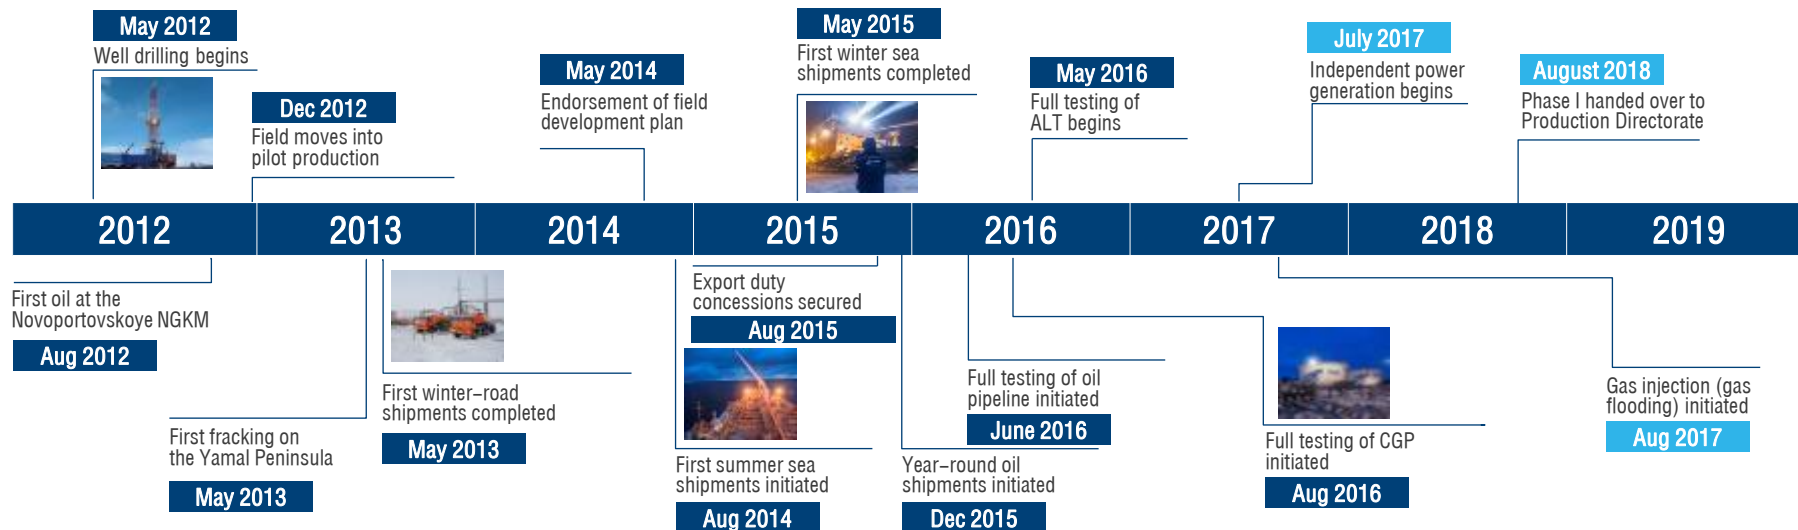 May 2012
Well drilling begins
Dec 2012
Field moves into
pilot production
May 2014
Endorsement of field
development plan
May 2015
First winter sea
shipments completed
May 2016
Full testing of
ALT begins
July 2017
Independent power
generation begins
August 2018
Phase I handed over to
Production Directorate
2012
2013
2014
2015
2016
2017
2018
2019
First oil at the
Novoportovskoye NGKM
Aug 2012
First fracking on
the Yamal Peninsula
May 2013
First winter-road
shipments completed
May 2013
First summer sea
shipments initiated
Aug 2014
Export duty
concessions secured
Aug 2015
Year-round oil
shipments initiated
Dec 2015
Full testing of oil
pipeline initiated
June 2016
Full testing of CGP
initiated
Aug 2016
Gas injection (gas
flooding) initiated
Aug 2017